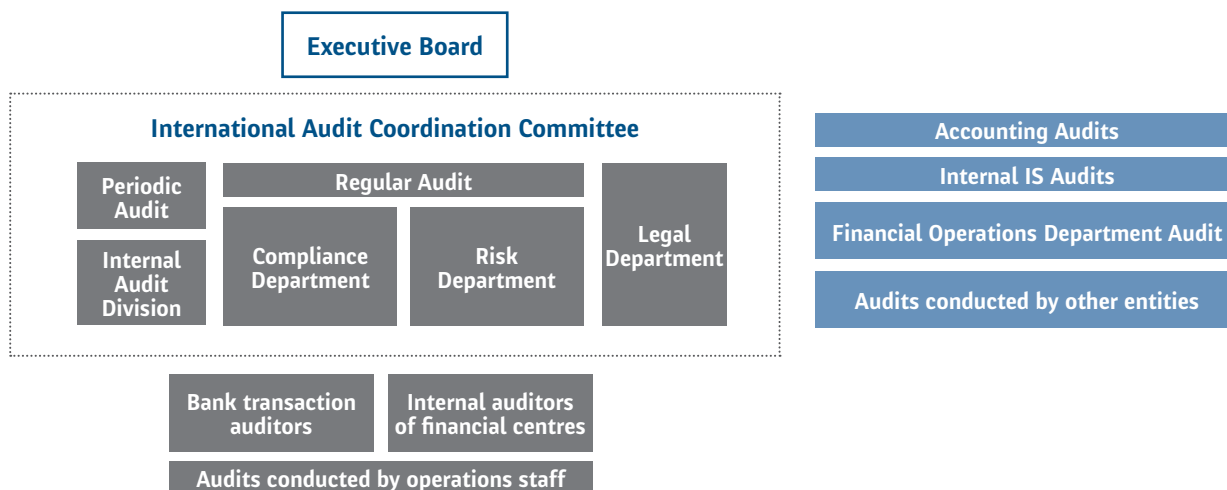 Executive Board
International Audit Coordination Committee
Periodic
Audit
Regular Audit
Internal
Audit
Division
Compliance
Department
Risk
Department
Legal
Department
Accounting Audits
Internal IS Audits
Financial Operations Department Audit
Audits conducted by other entities
Bank transaction
auditors
Internal auditors
of financial centres
Audits conducted by operations staff